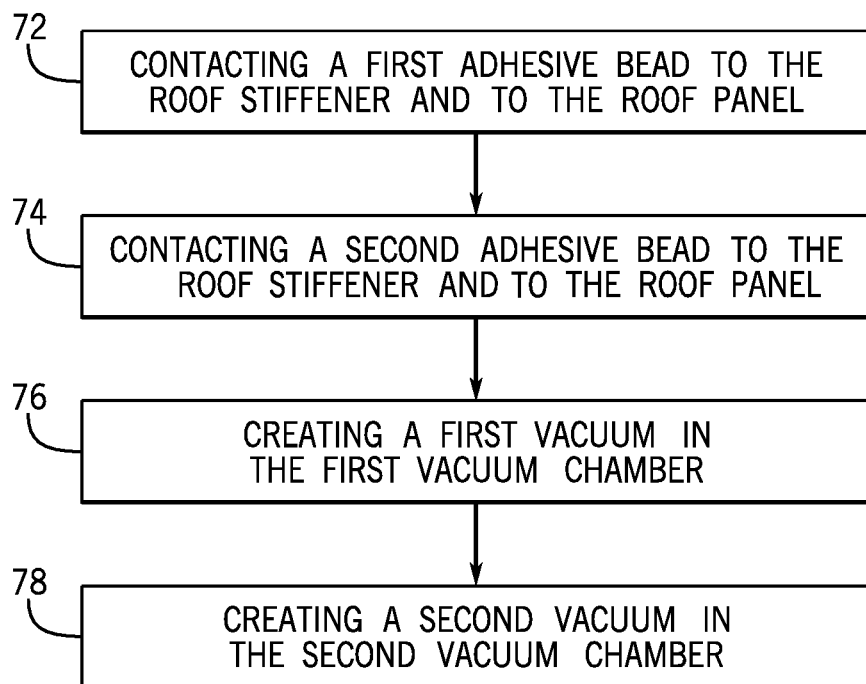 72
CONTACTING A FIRST ADHESIVE BEAD TO THE
ROOF STIFFENER AND TO THE ROOF PANEL
74
CONTACTING A SECOND ADHESIVE BEAD TO THE
ROOF STIFFENER AND TO THE ROOF PANEL
76
CREATING A FIRST VACUUM IN
THE FIRST VACUUM CHAMBER
78
CREATING A SECOND VACUUM IN
THE SECOND VACUUM CHAMBER